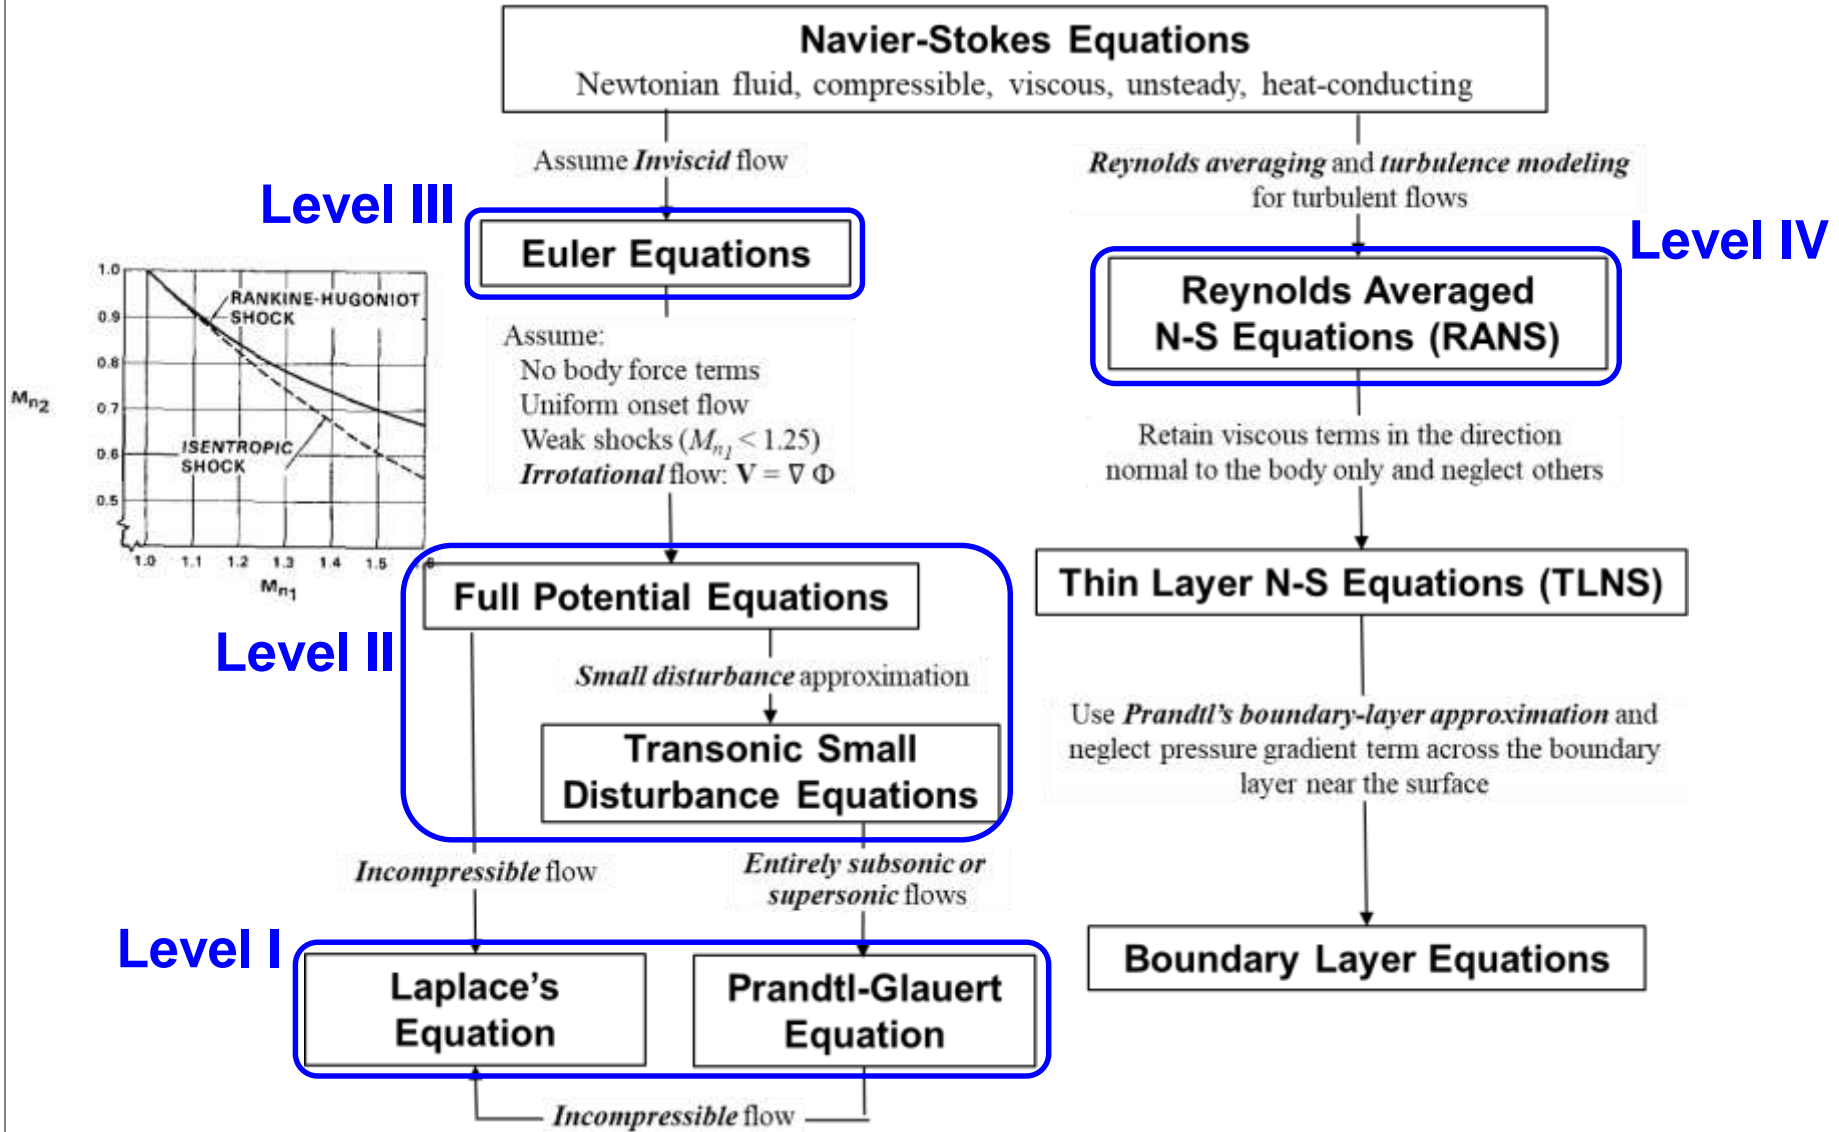 Navier-Stokes Equations
Newtonian fluid, compressible, viscous, unsteady, heat-conducting
Assume Inviscid flow
Reynolds averaging and turbulence modeling
for turbulent flows
Level III
Euler Equations
Level IV
Reynolds Averaged
N-S Equations (RANS)
1.0
0.9
0.8
0.7
0.6
0.5
Mn2
RANKINE-HUGONIOT
SHOCK
ISENTROPIC
SHOCK
1.0 1.1 1.2 1.3 1.4 1.5
Mn1
Assume:
No body force terms
Uniform onset flow
Weak shocks (Mn1 < 1.25)
Irrotational flow: V = ∇ Φ
Retain viscous terms in the direction
normal to the body only and neglect others
Full Potential Equations
Thin Layer N-S Equations (TLNS)
Level II
Small disturbance approximation
Transonic Small
Disturbance Equations
Use Prandtl's boundary-layer approximation and
neglect pressure gradient term across the boundary
layer near the surface
Incompressible flow
Entirely subsonic or
supersonic flows
Level I
Laplace's
Equation
Prandtl-Glauert
Equation
Boundary Layer Equations
Incompressible flow